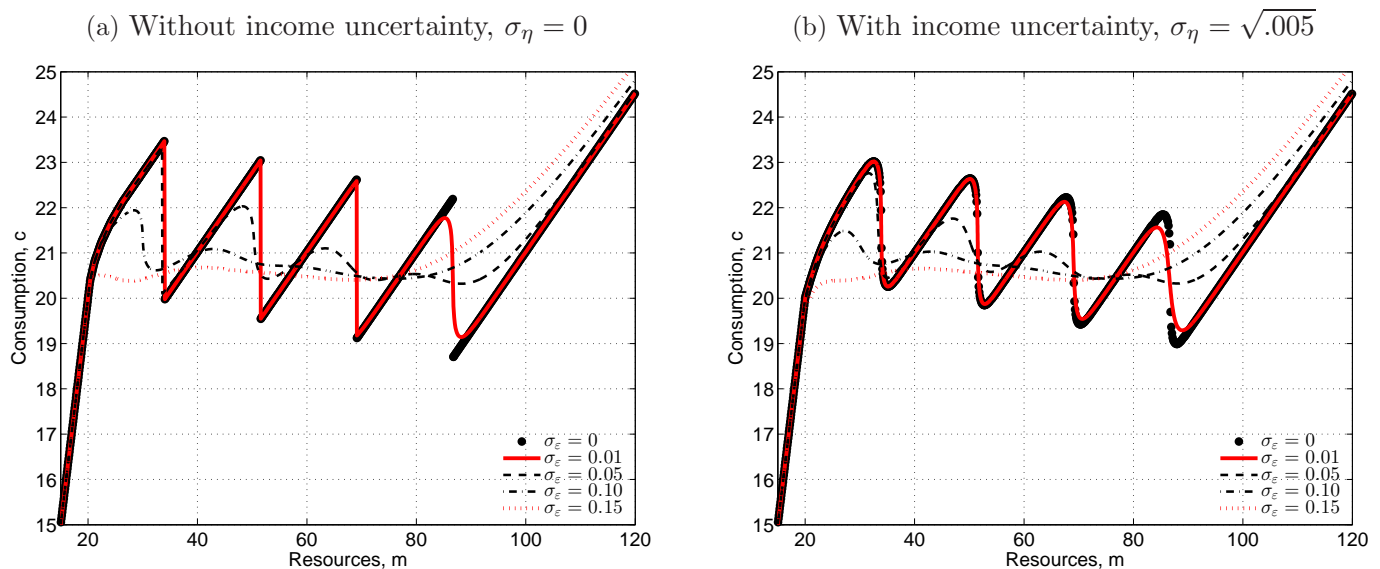 (a) Without income uncertainty, σ_η = 0
25
24
23
22
21
20
19
18
17
16
15
Consumption, c
20
40
60
80
100
120
Resources, m
σ_ε = 0
σ_ε = 0.01
σ_ε = 0.05
σ_ε = 0.10
σ_ε = 0.15
(b) With income uncertainty, σ_η = √.005
25
24
23
22
21
20
19
18
17
16
15
Consumption, c
20
40
60
80
100
120
Resources, m
σ_ε = 0
σ_ε = 0.01
σ_ε = 0.05
σ_ε = 0.10
σ_ε = 0.15